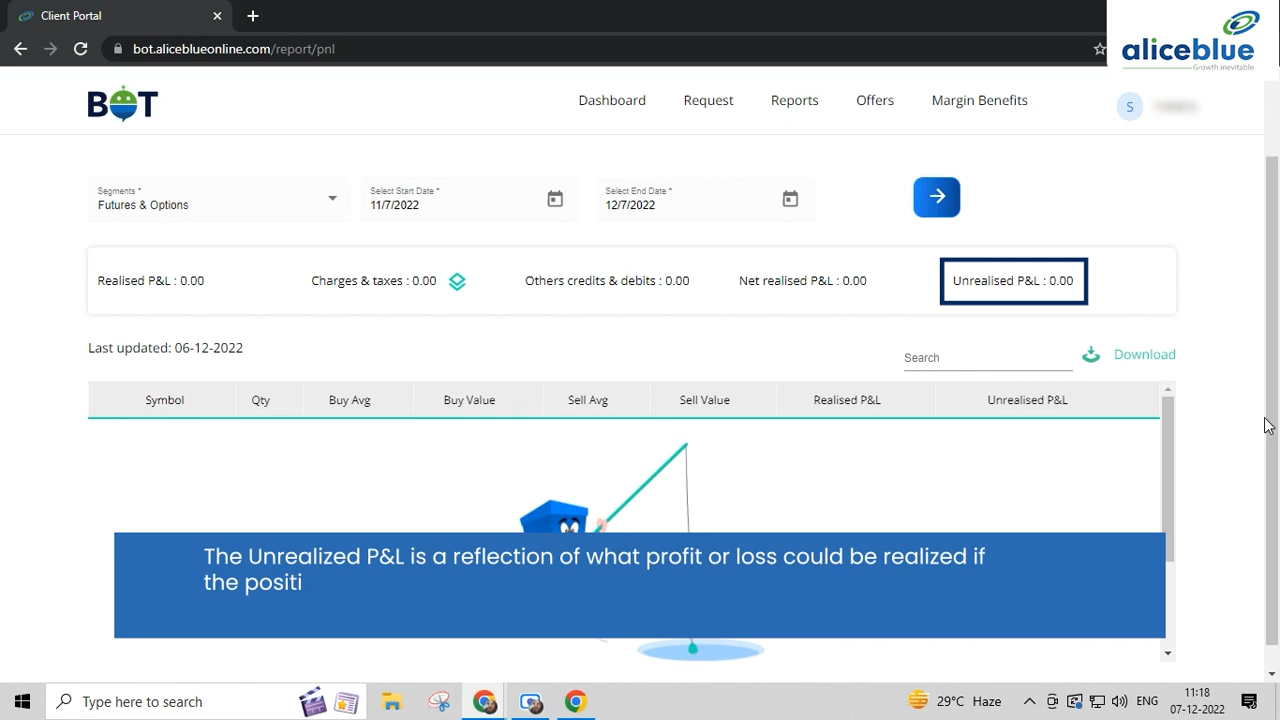 Client Portal
bot.aliceblueonline.com/report/pnl
aliceblue
Growth inevitable
BOT
Dashboard
Request
Reports
Offers
Margin Benefits
S
Segments *
Futures & Options
Select Start Date *
11/7/2022
Select End Date *
12/7/2022
Realised P&L : 0.00
Charges & taxes : 0.00
Others credits & debits : 0.00
Net realised P&L : 0.00
Unrealised P&L : 0.00
Last updated: 06-12-2022
Search
Download
Symbol
Qty
Buy Avg
Buy Value
Sell Avg
Sell Value
Realised P&L
Unrealised P&L
The Unrealized P&L is a reflection of what profit or loss could be realized if
the positi
Type here to search
29°C Haze
ENG
11:18
07-12-2022